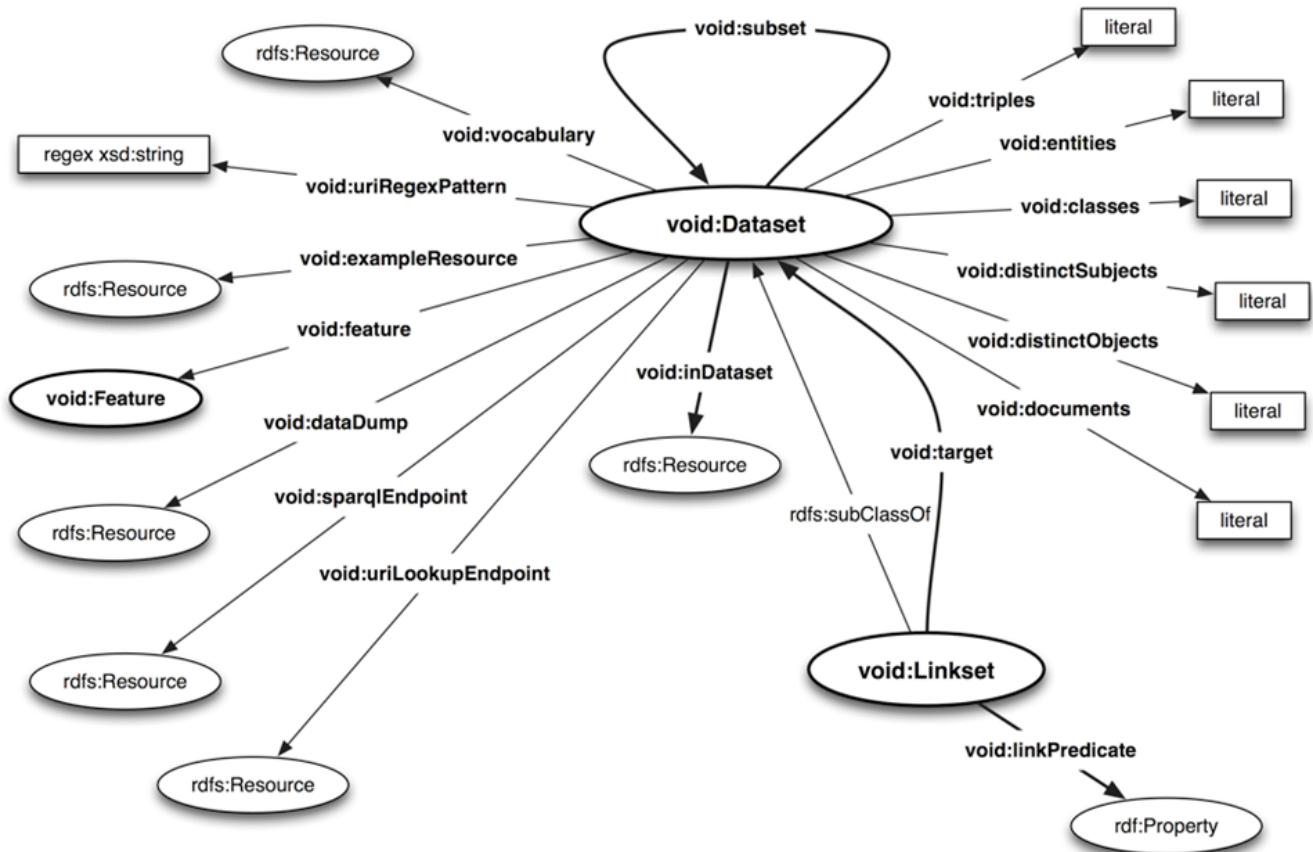 void:subset
literal
rdfs:Resource
void:triples
literal
void:vocabulary
void:entities
regex xsd:string
void:uriRegexPattern
literal
void:classes
void:Dataset
void:exampleResource
void:distinctSubjects
rdfs:Resource
literal
void:feature
void:distinctObjects
void:inDataset
void:Feature
void:documents
literal
void:dataDump
void:target
rdfs:Resource
void:sparqlEndpoint
rdfs:subClassOf
literal
rdfs:Resource
void:uriLookupEndpoint
void:Linkset
rdfs:Resource
void:linkPredicate
rdfs:Resource
rdf:Property